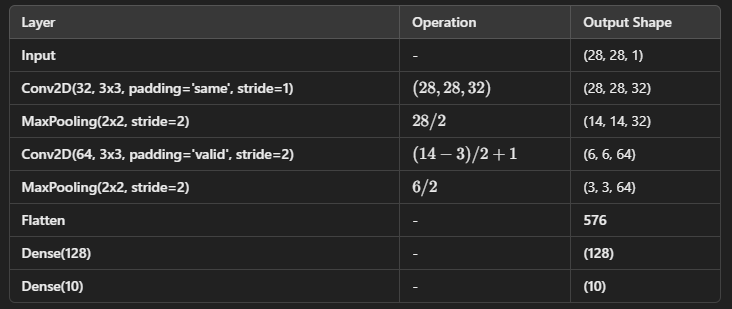 Layer Operation Output Shape
Input - (28, 28, 1)
Conv2D(32, 3x3, padding='same', stride=1) (28, 28, 32) (28, 28, 32)
MaxPooling(2x2, stride=2) 28/2 (14, 14, 32)
Conv2D(64, 3x3, padding='valid', stride=2) (14 − 3)/2 + 1 (6, 6, 64)
MaxPooling(2x2, stride=2) 6/2 (3, 3, 64)
Flatten - 576
Dense(128) - (128)
Dense(10) - (10)